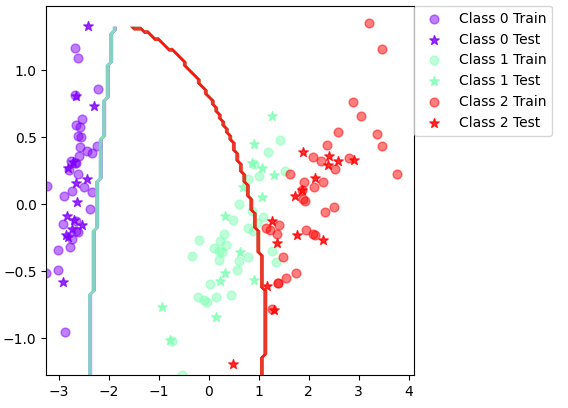 Class 0 Train
Class 0 Test
Class 1 Train
Class 1 Test
Class 2 Train
Class 2 Test
1.0
0.5
0.0
−0.5
−1.0
−3 −2 −1 0 1 2 3 4